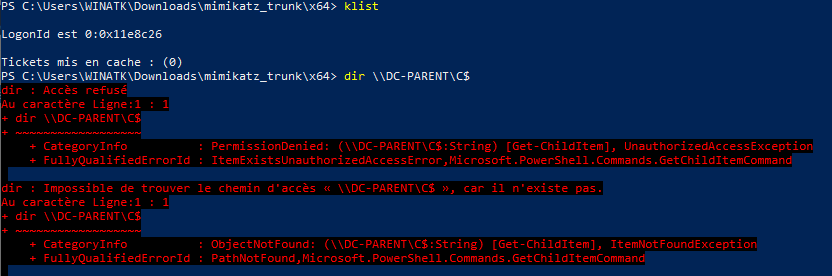 PS C:\Users\WINATK\Downloads\mimikatz_trunk\x64> klist
LogonId est 0:0x11e8c26
Tickets mis en cache : (0)
PS C:\Users\WINATK\Downloads\mimikatz_trunk\x64> dir \\DC-PARENT\C$
dir : Accès refusé
Au caractère Ligne:1 : 1
+ dir \\DC-PARENT\C$
+ ~~~~~~~~~~~~~~~~~~
+ CategoryInfo : PermissionDenied: (\\DC-PARENT\C$:String) [Get-ChildItem], UnauthorizedAccessException
+ FullyQualifiedErrorId : ItemExistsUnauthorizedAccessError,Microsoft.PowerShell.Commands.GetChildItemCommand
dir : Impossible de trouver le chemin d'accès « \\DC-PARENT\C$ », car il n'existe pas.
Au caractère Ligne:1 : 1
+ dir \\DC-PARENT\C$
+ ~~~~~~~~~~~~~~~~~~
+ CategoryInfo : ObjectNotFound: (\\DC-PARENT\C$:String) [Get-ChildItem], ItemNotFoundException
+ FullyQualifiedErrorId : PathNotFound,Microsoft.PowerShell.Commands.GetChildItemCommand